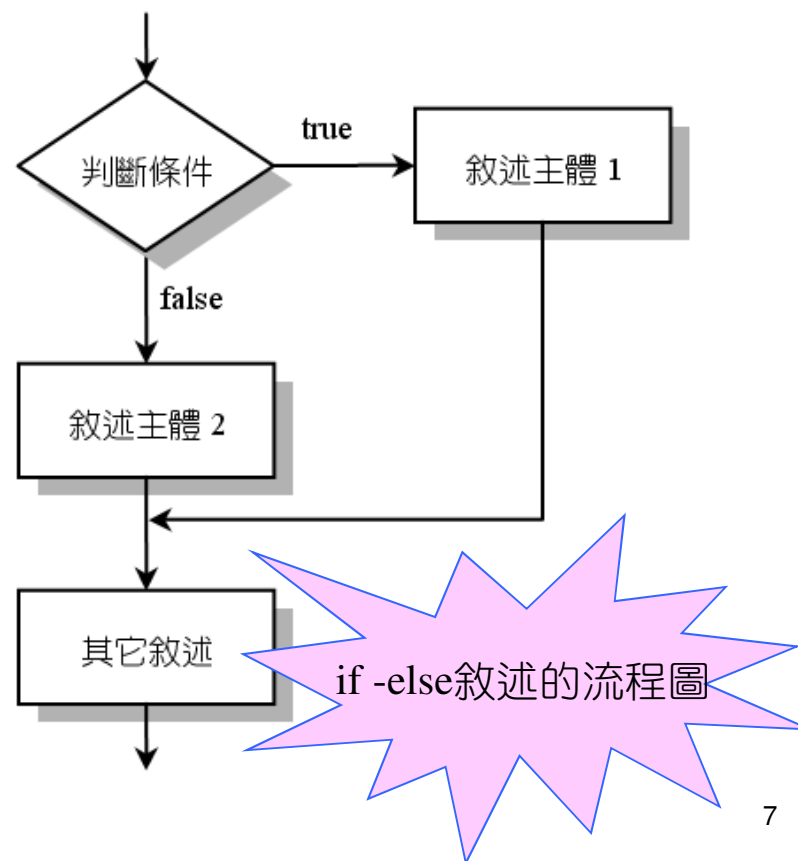 true
判斷條件
敘述主體 1
false
敘述主體 2
其它敘述
if -else敘述的流程圖
7